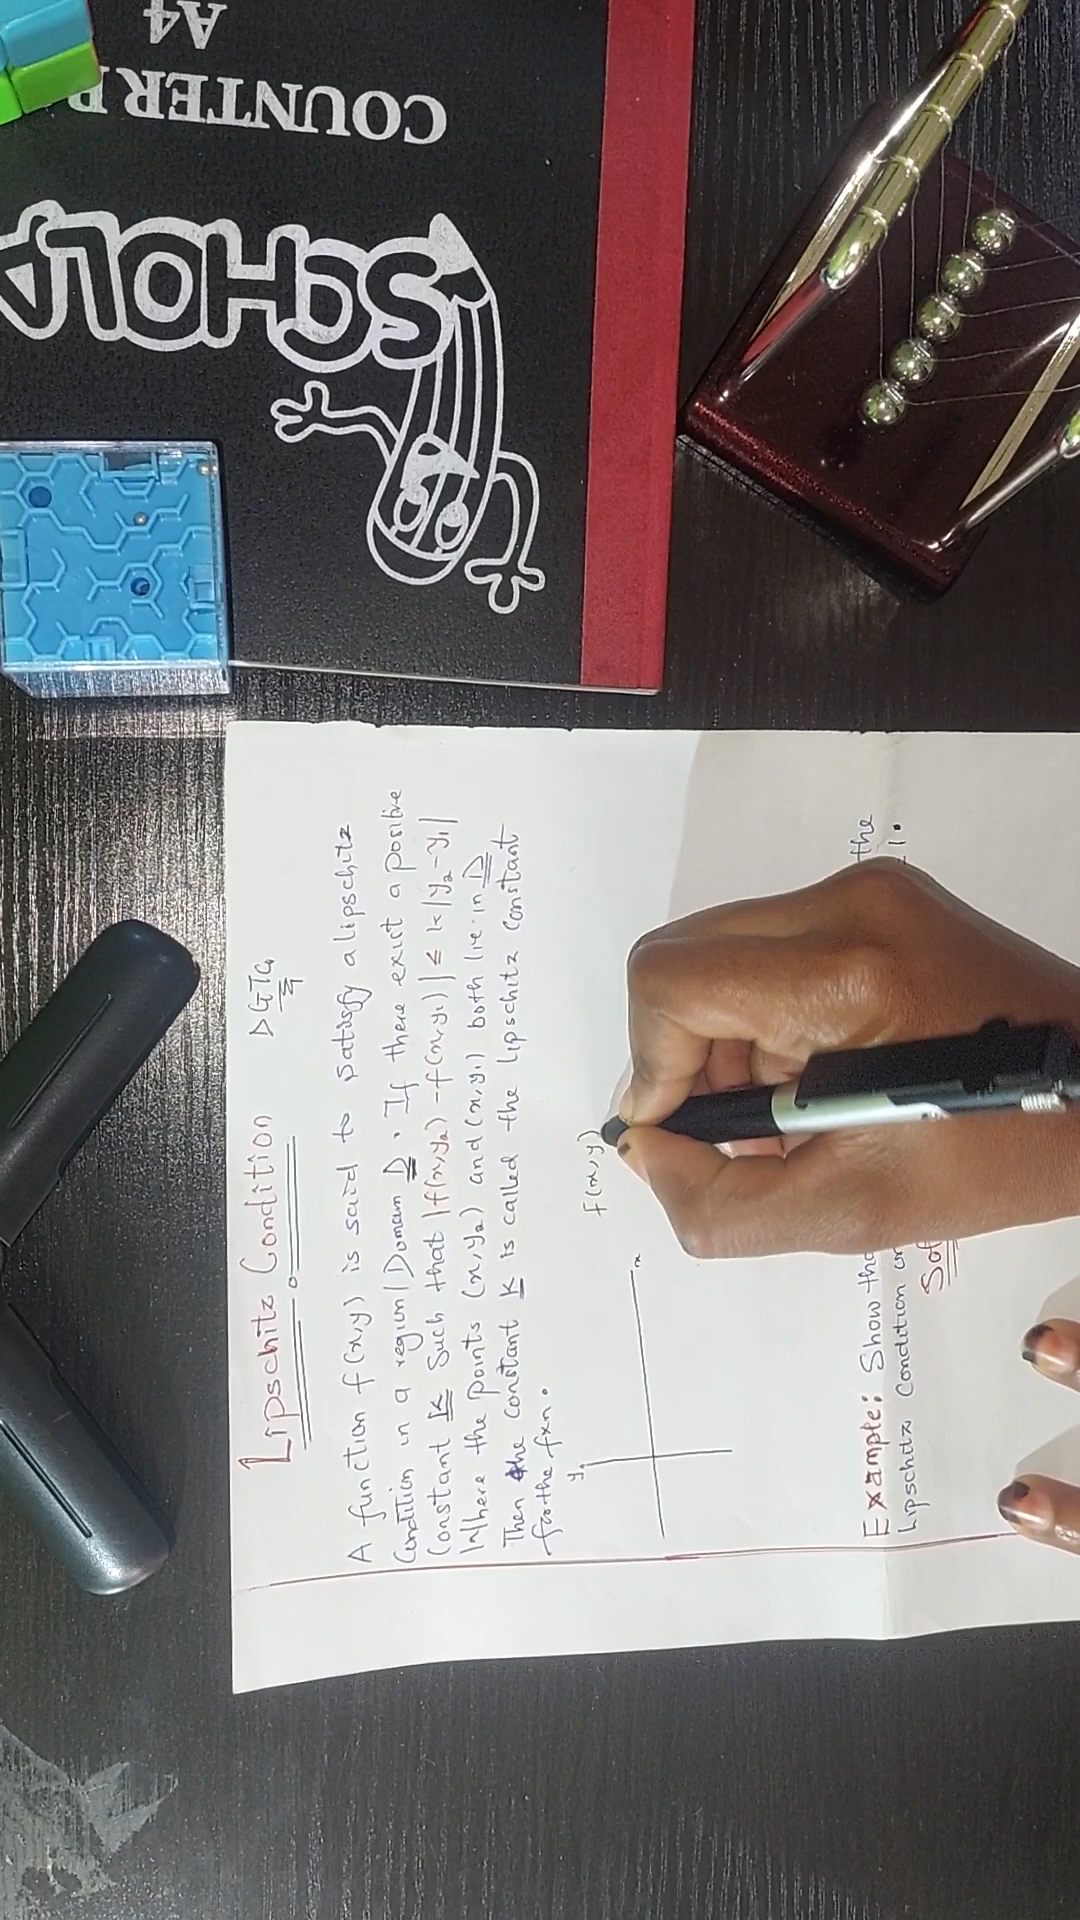 Lipschitz Condition DGTG
A function f(x,y) is said to satisfy a lipschitz
Condition in a region/Domain D. If there exist a positive
Constant K Such that |f(x,y₂) - f(x,y₁)| ≤ K|y₂-y₁|
Where the points (x,y₂) and (x,y₁) both lie in D
Then the constant K is called the lipschitz constant
for the fxn.
y
x
f(x,y)
Example: Show the
Lipschitz Condition 1.
SCHOLA
COUNTER
A4